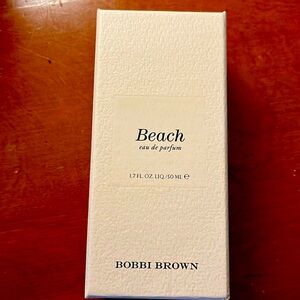 Beach
eau de parfum
1.7 FL. OZ. LIQ./50 ML ℮
BOBBI BROWN